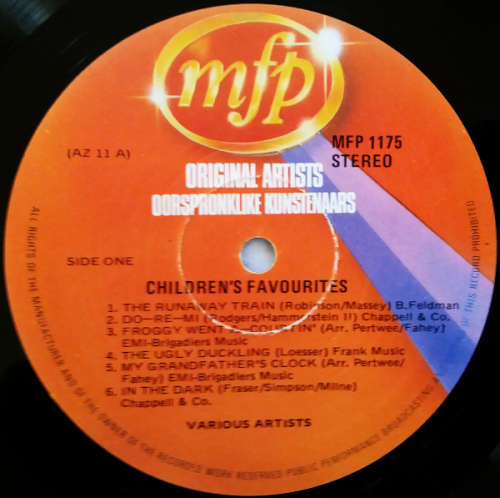 mfp
(AZ 11 A)
MFP 1175
STEREO
ORIGINAL ARTISTS
OORSPRONKLIKE KUNSTENAARS
SIDE ONE
CHILDREN'S FAVOURITES
1. THE RUNAWAY TRAIN (Robinson/Massey) B. Feldman
2. DO-RE-MI (Rodgers/Hammerstein II) Chappell & Co.
3. FROGGY WENT A-COURTIN' (Arr. Pertwee/Fahey)
EMI-Brigadiers Music
4. THE UGLY DUCKLING (Loesser) Frank Music
5. MY GRANDFATHER'S CLOCK (Arr. Pertwee/
Fahey) EMI-Brigadiers Music
6. IN THE DARK (Fraser/Simpson/Milne)
Chappell & Co.
VARIOUS ARTISTS
ALL RIGHTS OF THE MANUFACTURER AND OF THE OWNER OF THE RECORDED WORK RESERVED PUBLIC PERFORMANCE BROADCASTING OF THIS RECORD PROHIBITED